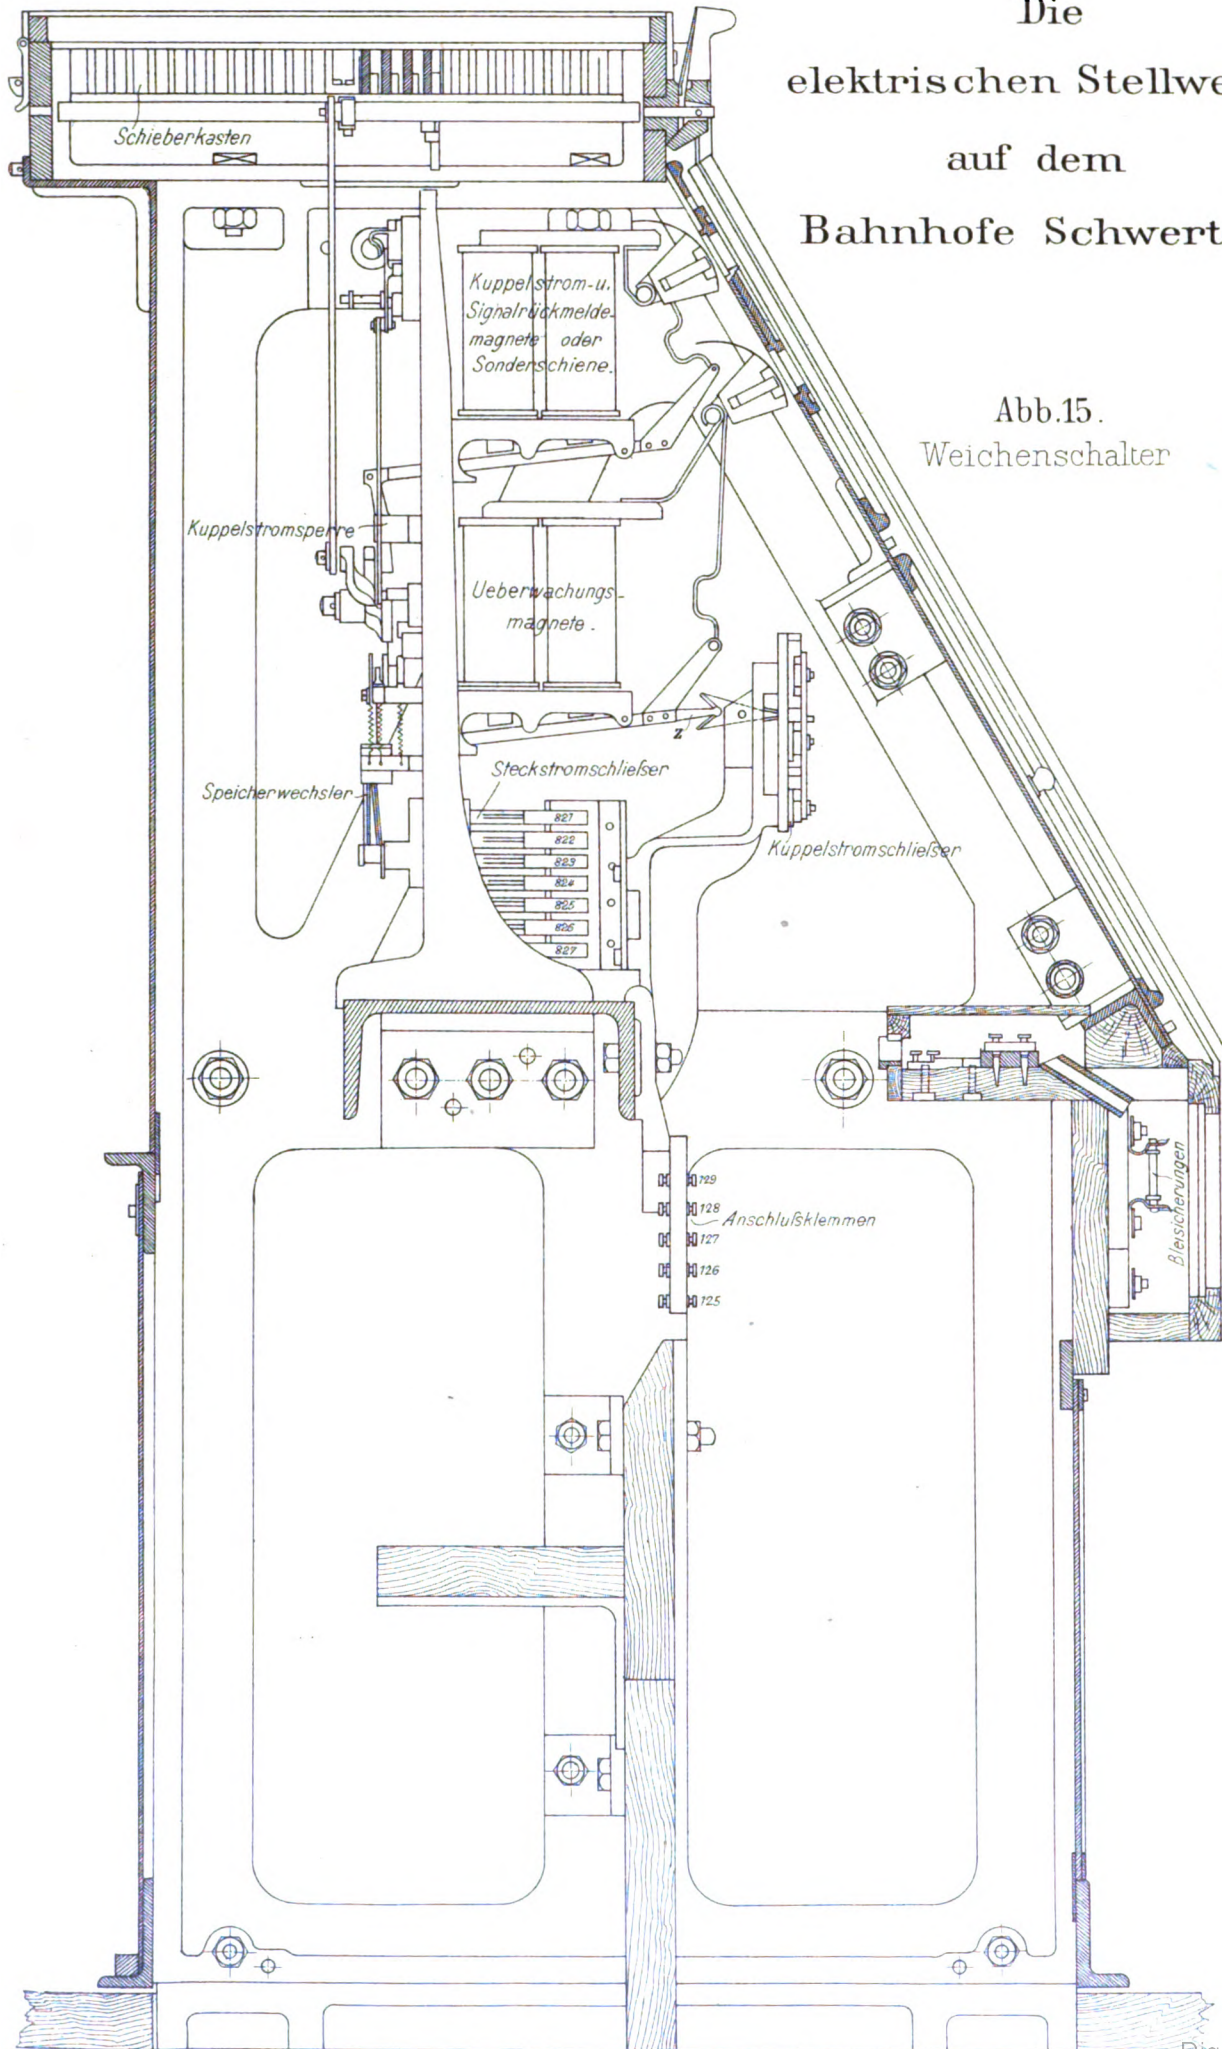 Die
elektrischen Stellwe
auf dem
Bahnhofe Schwert
Abb.15.
Weichenschalter
Schieberkasten
Kuppelstrom-u.
Signalrückmelde-
magnete oder
Sonderschiene.
Kuppelstromsperre
Ueberwachungs-
magnete.
z
Steckstromschließer
Speicherwechsler
821
822
823
824
825
826
827
Kuppelstromschließer
129
128
Anschlußklemmen
127
126
125
Bleisicherungen